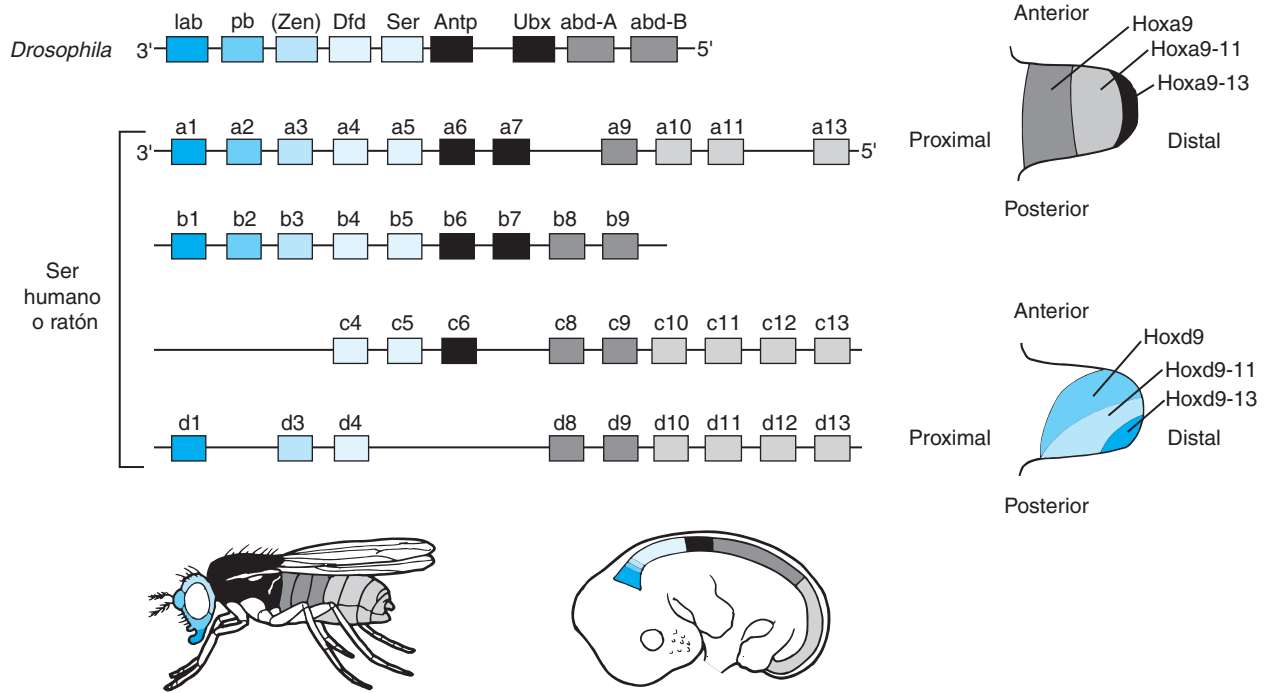 lab pb (Zen) Dfd Ser Antp Ubx abd-A abd-B
Drosophila 3' 5'
a1 a2 a3 a4 a5 a6 a7 a9 a10 a11 a13
3' 5'
b1 b2 b3 b4 b5 b6 b7 b8 b9
Ser
humano
o ratón
c4 c5 c6 c8 c9 c10 c11 c12 c13
d1 d3 d4 d8 d9 d10 d11 d12 d13
Anterior
Hoxa9
Hoxa9-11
Hoxa9-13
Proximal Distal
Posterior
Anterior
Hoxd9
Hoxd9-11
Hoxd9-13
Proximal Distal
Posterior